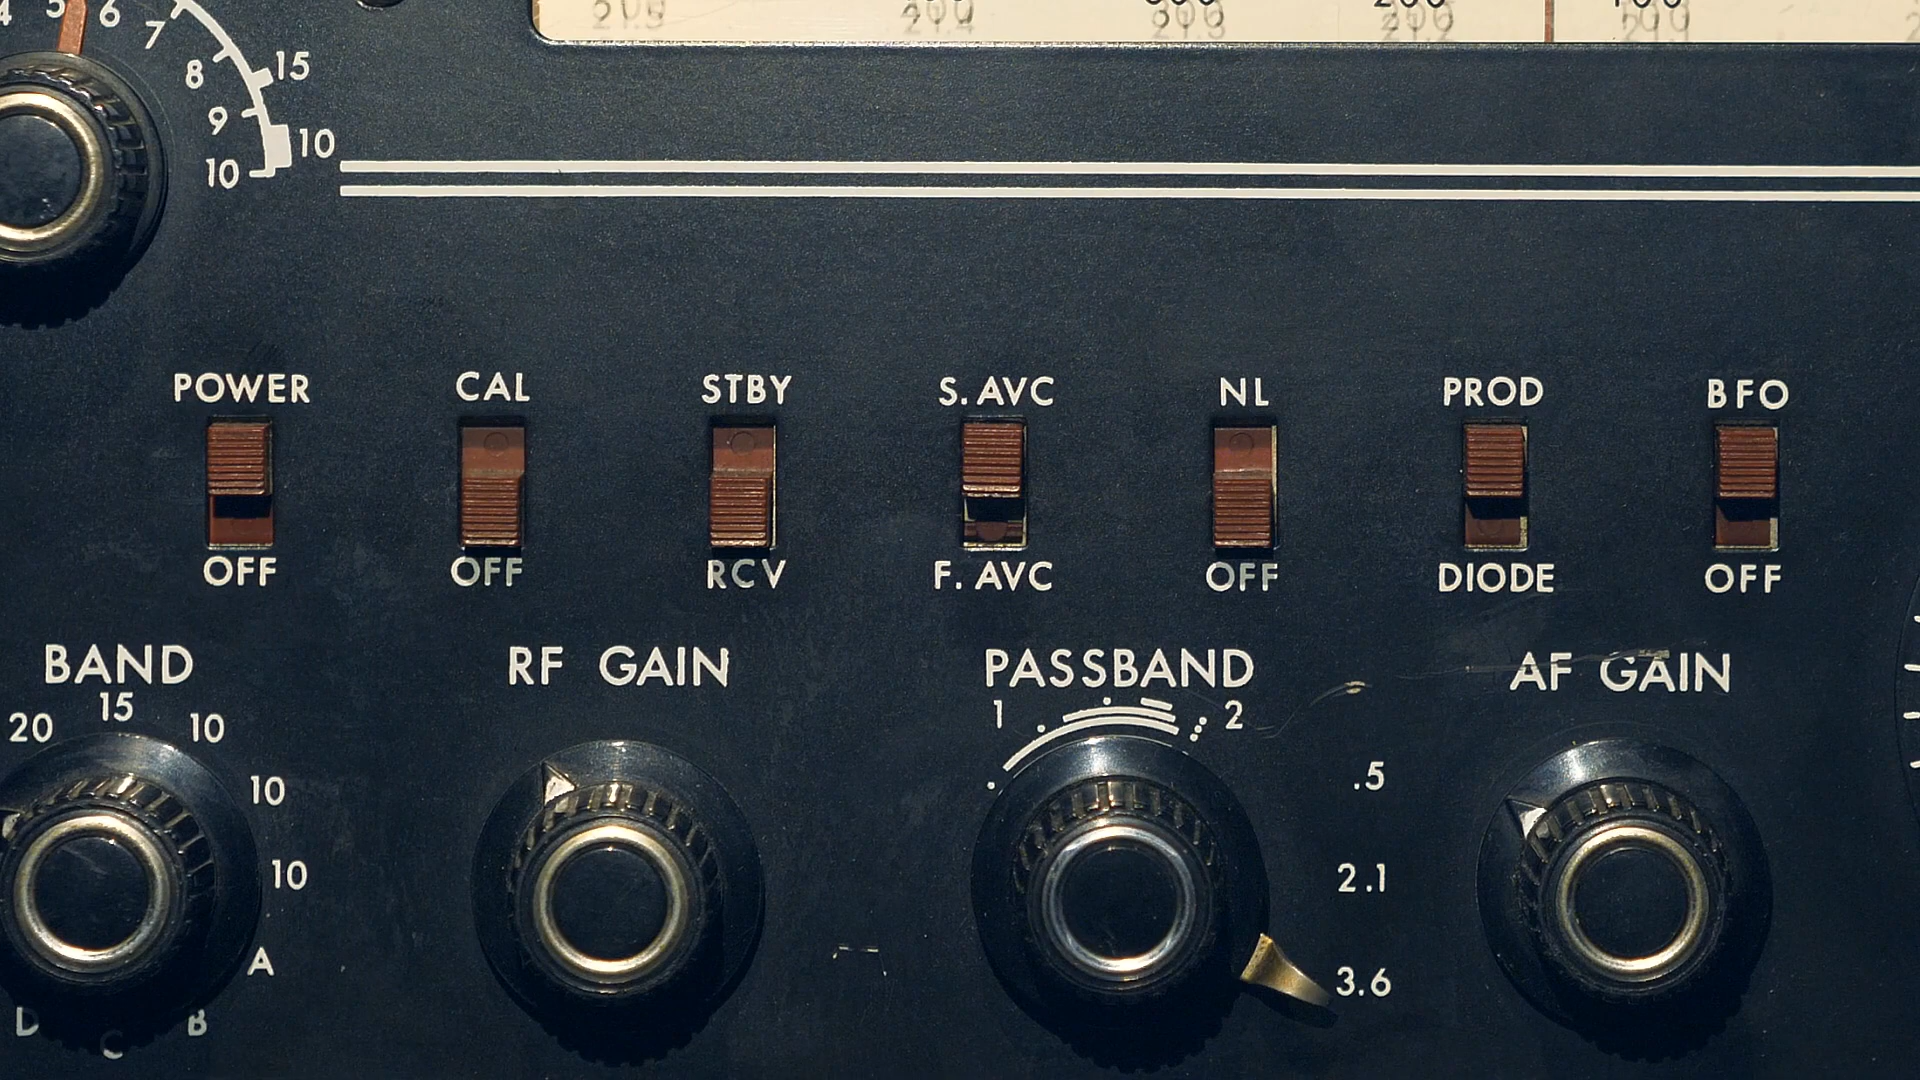 5 6
7
8 15
9
10 10
POWER CAL STBY S. AVC NL PROD BFO
OFF OFF RCV F. AVC OFF DIODE OFF
BAND RF GAIN PASSBAND AF GAIN
20 15 10
1 2
10 .5
10 2.1
A 3.6
D C B